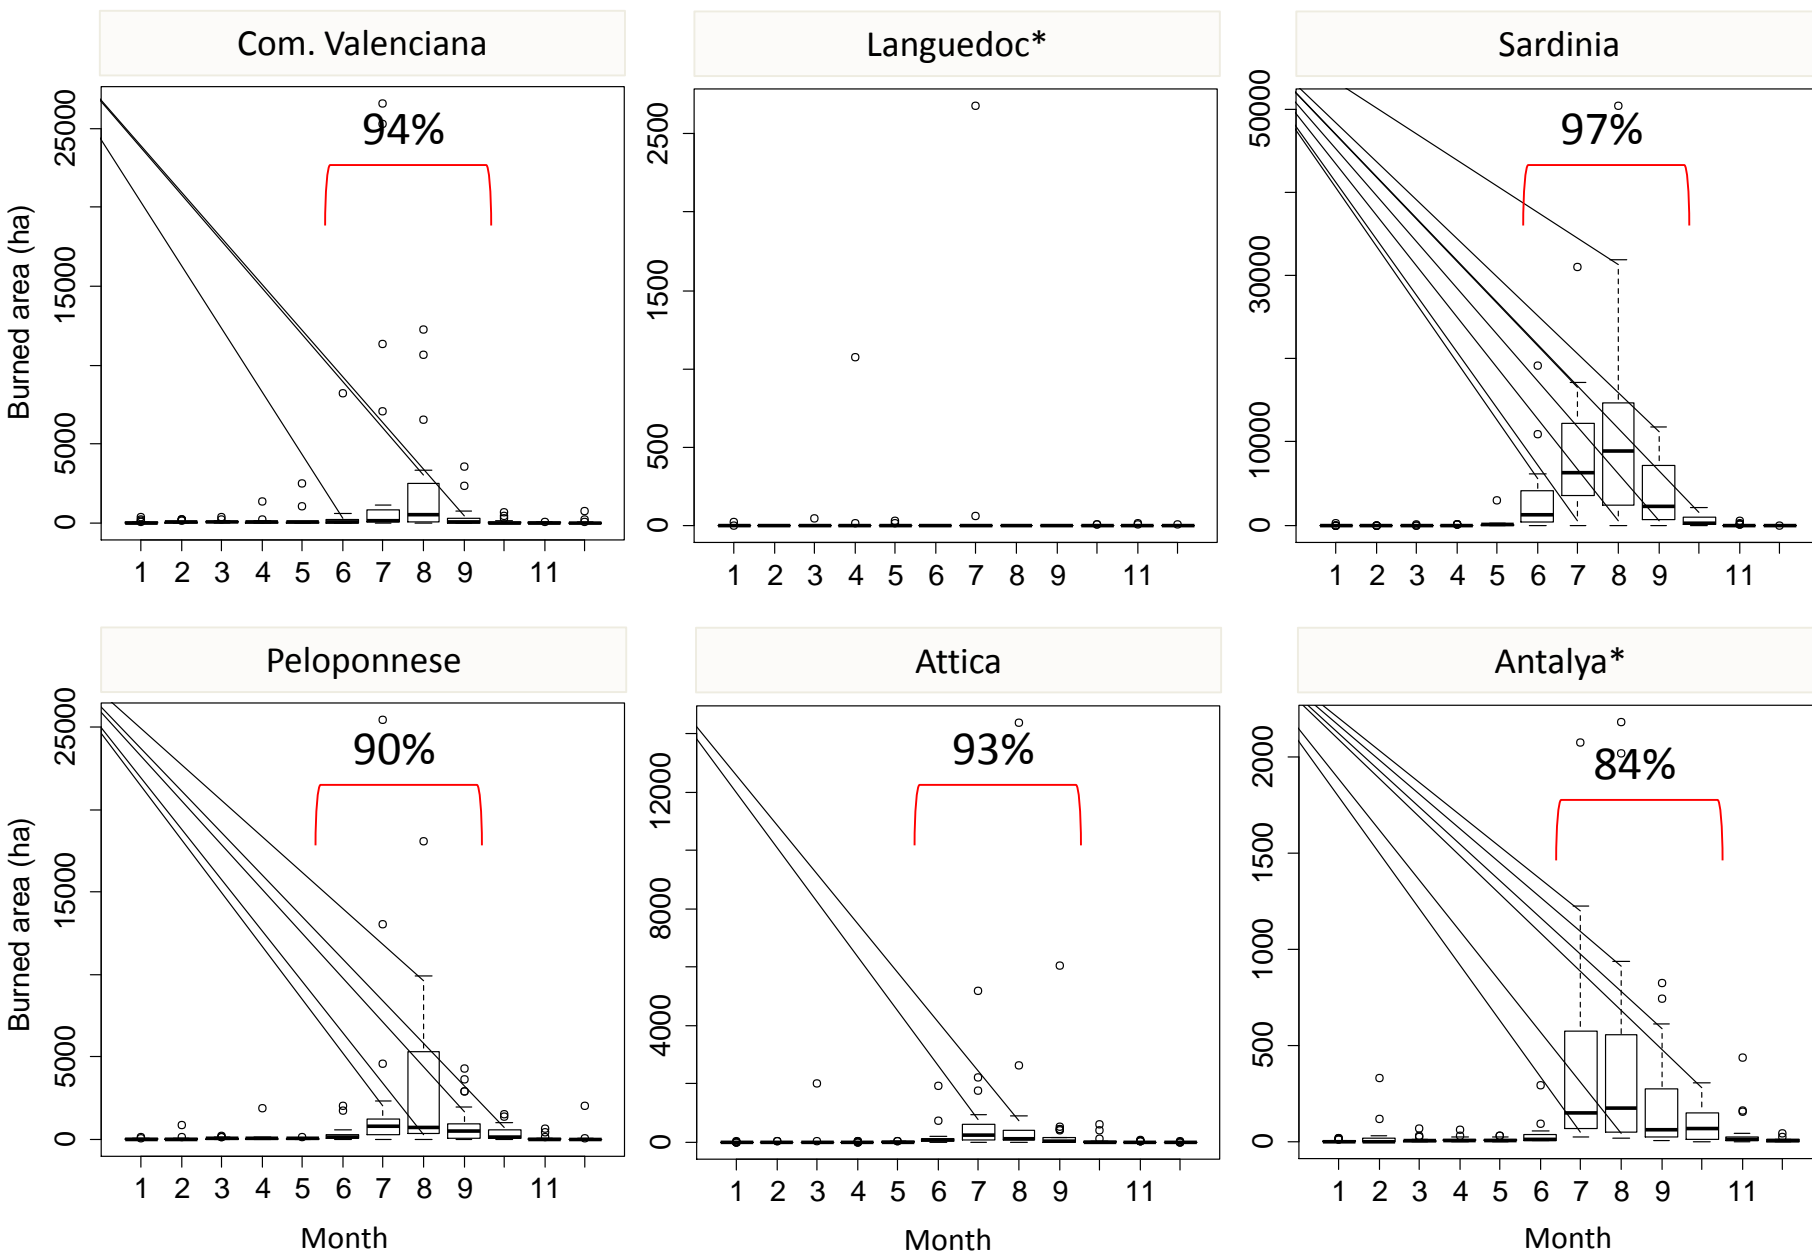 Com. Valenciana
Languedoc*
Sardinia
94%
97%
Burned area (ha)
0 5000 15000 25000
0 500 1500 2500
0 10000 30000 50000
1 2 3 4 5 6 7 8 9 11
1 2 3 4 5 6 7 8 9 11
1 2 3 4 5 6 7 8 9 11
Peloponnese
Attica
Antalya*
90%
93%
84%
Burned area (ha)
0 5000 15000 25000
0 4000 8000 12000
0 500 1000 1500 2000
1 2 3 4 5 6 7 8 9 11
1 2 3 4 5 6 7 8 9 11
1 2 3 4 5 6 7 8 9 11
Month
Month
Month